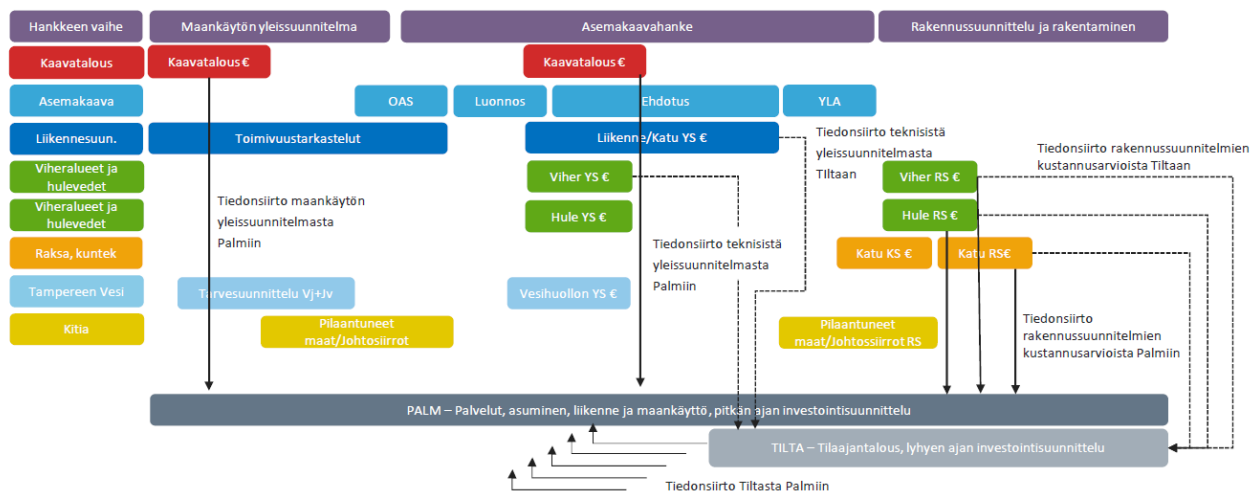 Hankkeen vaihe
Maankäytön yleissuunnitelma
Asemakaavahanke
Rakennussuunnittelu ja rakentaminen
Kaavatalous
Kaavatalous €
Kaavatalous €
Asemakaava
OAS
Luonnos
Ehdotus
YLA
Liikennesuun.
Toimivuustarkastelut
Liikenne/Katu YS €
Tiedonsiirto teknisistä
yleissuunnitelmasta
TIltaan
Tiedonsiirto rakennussuunnitelmien
kustannusarvioista Tiltaan
Viheralueet ja
hulevedet
Viher YS €
Viher RS €
Tiedonsiirto maankäytön
yleissuunnitelmasta
Palmiin
Viheralueet ja
hulevedet
Hule YS €
Hule RS €
Tiedonsiirto teknisistä
yleissuunnitelmasta
Palmiin
Raksa, kuntek
Katu KS €
Katu RS€
Tampereen Vesi
Tarvesuunnittelu Vj+Jv
Vesihuollon YS €
Kitia
Pilaantuneet
maat/Johtosiirrot
Pilaantuneet
maat/Johtossiirrot RS
Tiedonsiirto
rakennussuunnitelmien
kustannusarvioista Palmiin
PALM – Palvelut, asuminen, liikenne ja maankäyttö, pitkän ajan investointisuunnittelu
TILTA – Tilaajantalous, lyhyen ajan investointisuunnittelu
Tiedonsiirto Tiltasta Palmiin